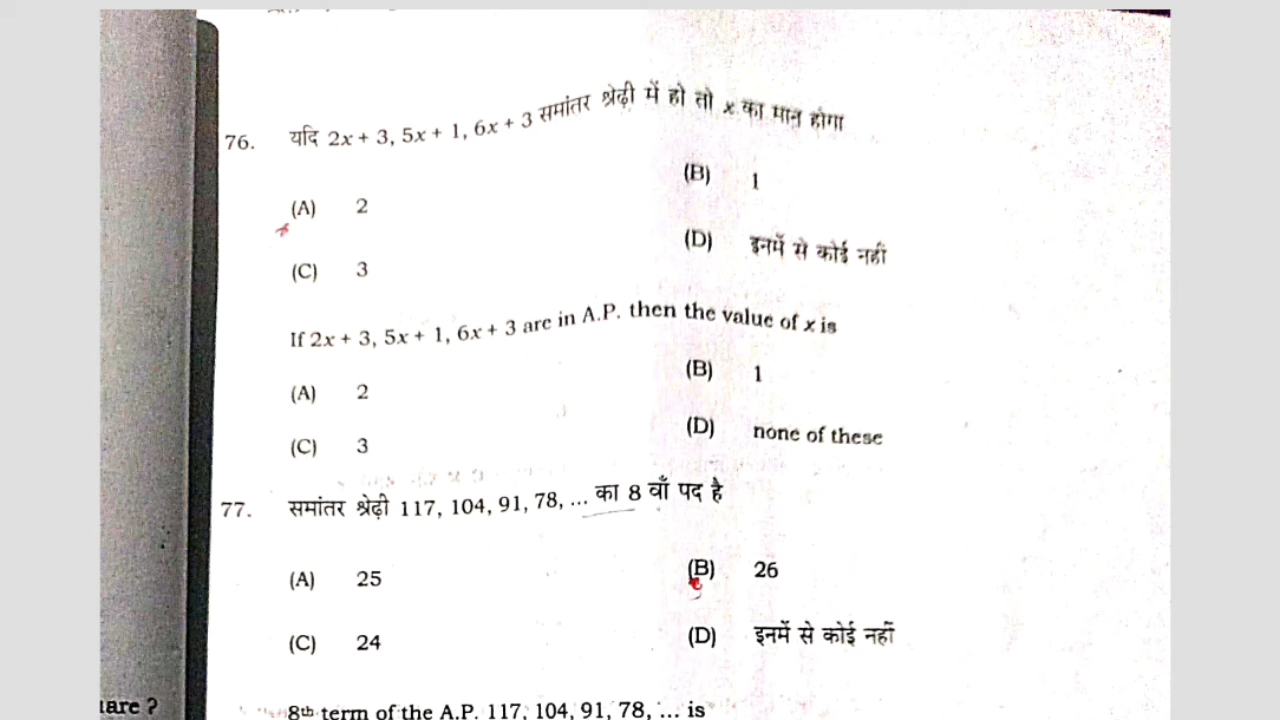 76. यदि 2x + 3, 5x + 1, 6x + 3 समांतर श्रेढ़ी में हो तो x का मान होगा
(A) 2 (B) 1
(C) 3 (D) इनमें से कोई नहीं
If 2x + 3, 5x + 1, 6x + 3 are in A.P. then the value of x is
(A) 2 (B) 1
(C) 3 (D) none of these
77. समांतर श्रेढ़ी 117, 104, 91, 78, ... का 8 वाँ पद है
(A) 25 (B) 26
(C) 24 (D) इनमें से कोई नहीं
are ?
8th term of the A.P. 117, 104, 91, 78, ... is